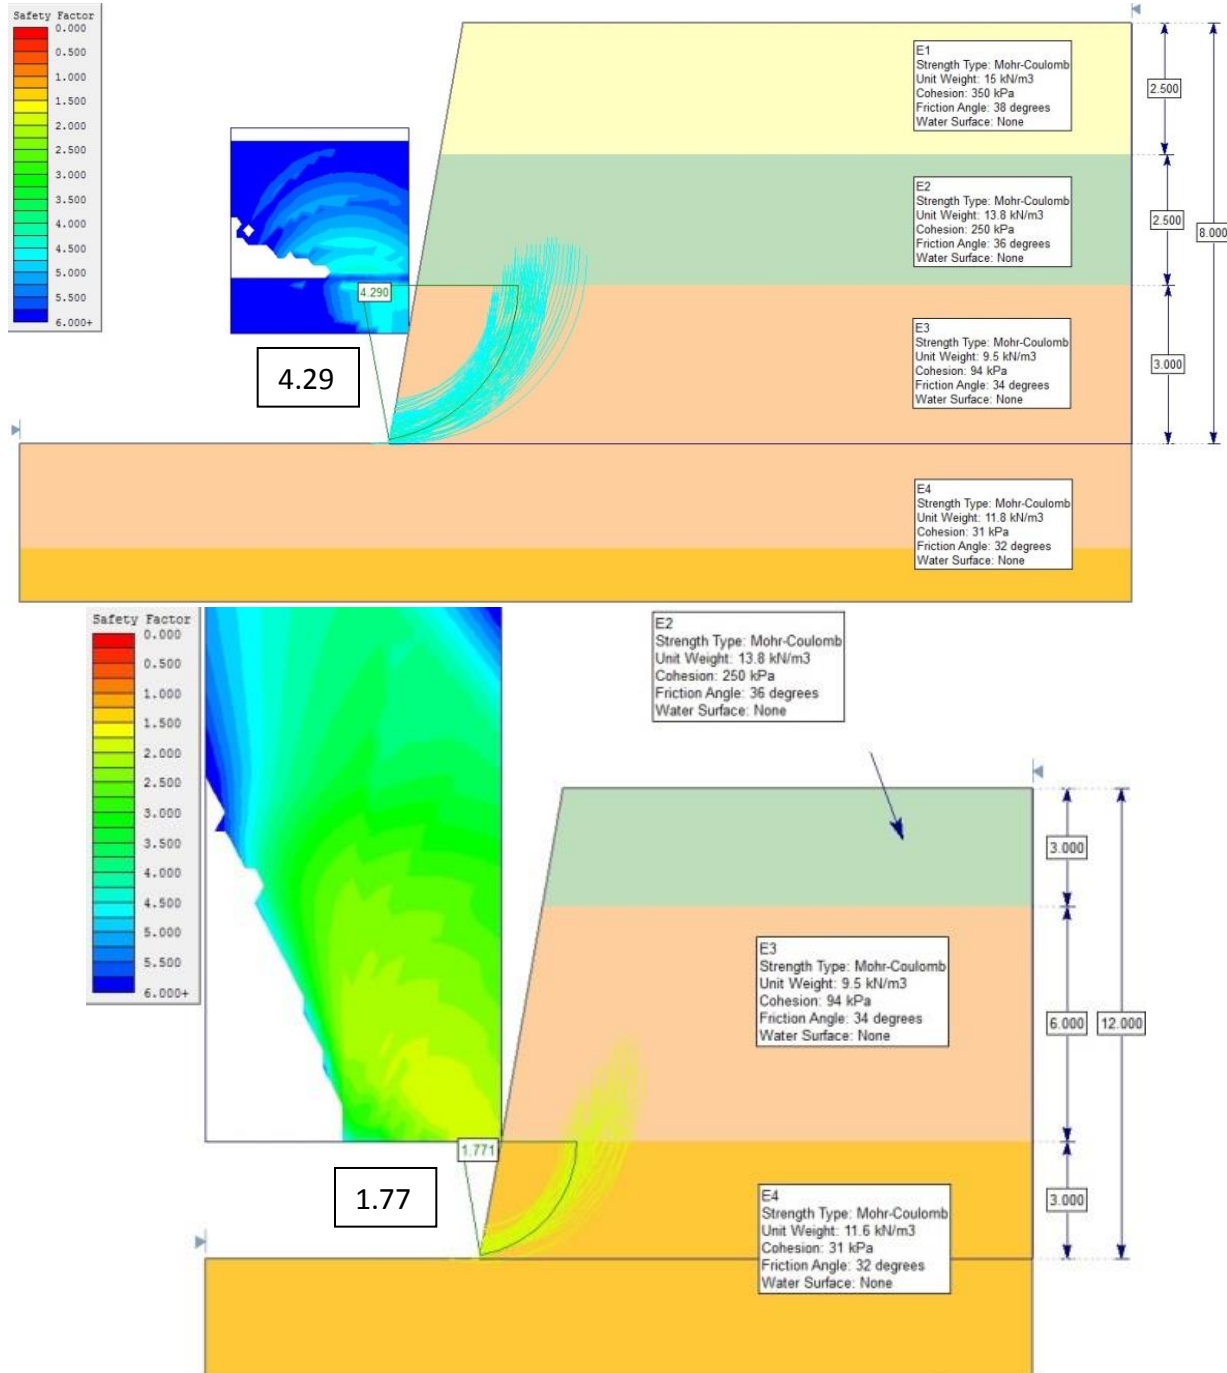 Safety Factor
0.000
0.500
1.000
1.500
2.000
2.500
3.000
3.500
4.000
4.500
5.000
5.500
6.000+
4.290
4.29
E1
Strength Type: Mohr-Coulomb
Unit Weight: 15 kN/m3
Cohesion: 350 kPa
Friction Angle: 38 degrees
Water Surface: None
2.500
E2
Strength Type: Mohr-Coulomb
Unit Weight: 13.8 kN/m3
Cohesion: 250 kPa
Friction Angle: 36 degrees
Water Surface: None
2.500
8.000
E3
Strength Type: Mohr-Coulomb
Unit Weight: 9.5 kN/m3
Cohesion: 94 kPa
Friction Angle: 34 degrees
Water Surface: None
3.000
E4
Strength Type: Mohr-Coulomb
Unit Weight: 11.8 kN/m3
Cohesion: 31 kPa
Friction Angle: 32 degrees
Water Surface: None
Safety Factor
0.000
0.500
1.000
1.500
2.000
2.500
3.000
3.500
4.000
4.500
5.000
5.500
6.000+
1.771
1.77
E2
Strength Type: Mohr-Coulomb
Unit Weight: 13.8 kN/m3
Cohesion: 250 kPa
Friction Angle: 36 degrees
Water Surface: None
3.000
E3
Strength Type: Mohr-Coulomb
Unit Weight: 9.5 kN/m3
Cohesion: 94 kPa
Friction Angle: 34 degrees
Water Surface: None
6.000
12.000
E4
Strength Type: Mohr-Coulomb
Unit Weight: 11.6 kN/m3
Cohesion: 31 kPa
Friction Angle: 32 degrees
Water Surface: None
3.000